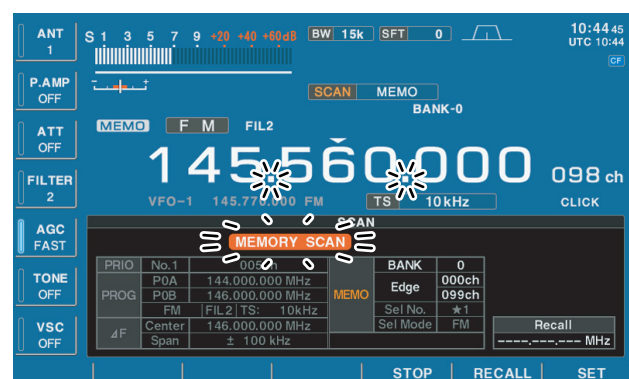 ANT
1
S 1 3 5 7 9 +20 +40 +60dB
BW 15k SFT 0
10:44 45
UTC 10:44
CF
P.AMP
OFF
SCAN MEMO
BANK-0
ATT
OFF
MEMO F M FIL2
145.560.000 098 ch
FILTER
2
VFO-1 145.770.000 FM TS 10kHz CLICK
AGC
FAST
SCAN
MEMORY SCAN
PRIO No.1 005ch
PROG P0A 144.000.000 MHz
P0B 146.000.000 MHz
FM FIL2 TS: 10kHz
⊿F Center 146.000.000 MHz
Span ± 100 kHz
MEMO BANK 0
Edge 000ch
099ch
Sel No. ★1
Sel Mode FM
TONE
OFF
VSC
OFF
Recall
----.---.--- MHz
STOP RECALL SET